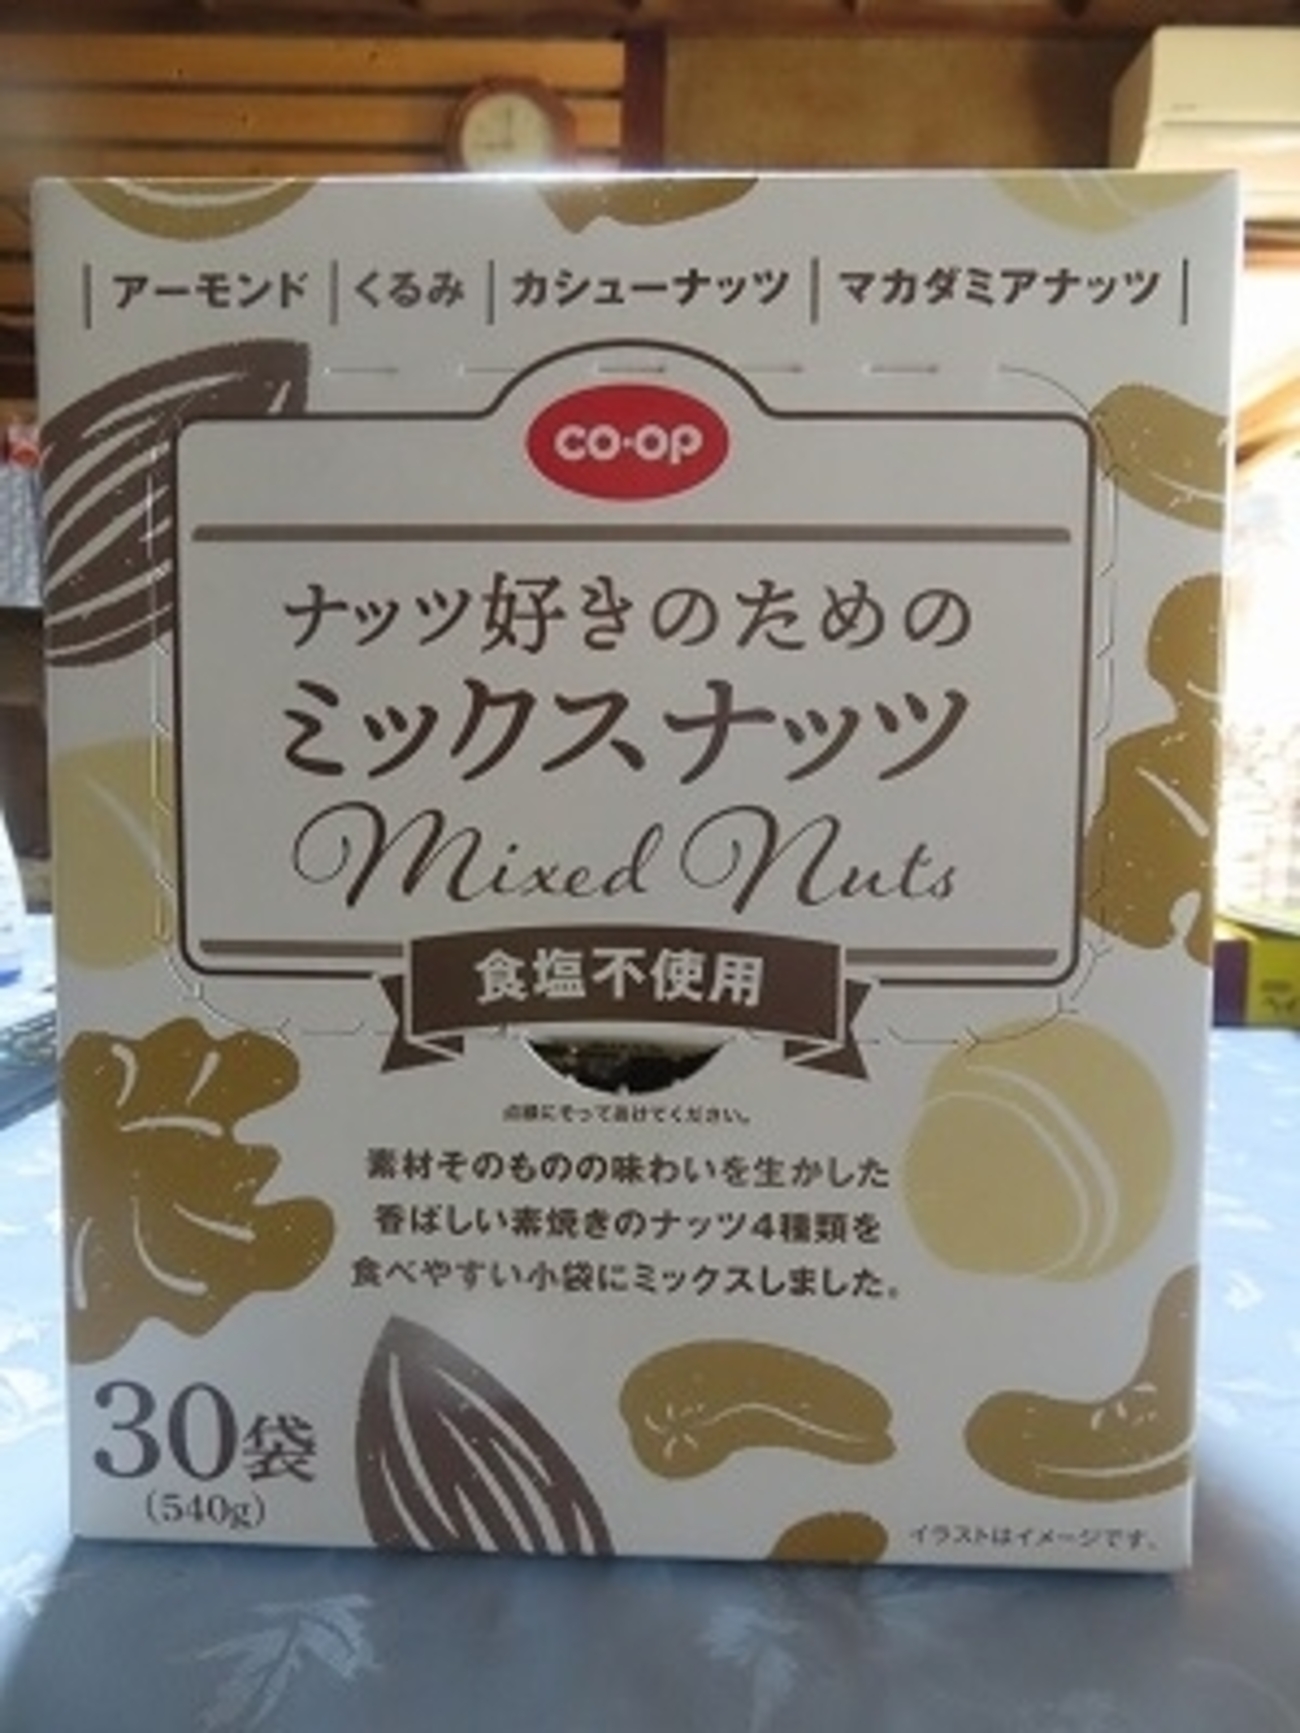 アーモンド くるみ カシューナッツ マカダミアナッツ
CO・OP
ナッツ好きのための
ミックスナッツ
Mixed Nuts
食塩不使用
点線にそってあけてください。
素材そのものの味わいを生かした
香ばしい素焼きのナッツ4種類を
食べやすい小袋にミックスしました。
30袋
(540g)
イラストはイメージです。